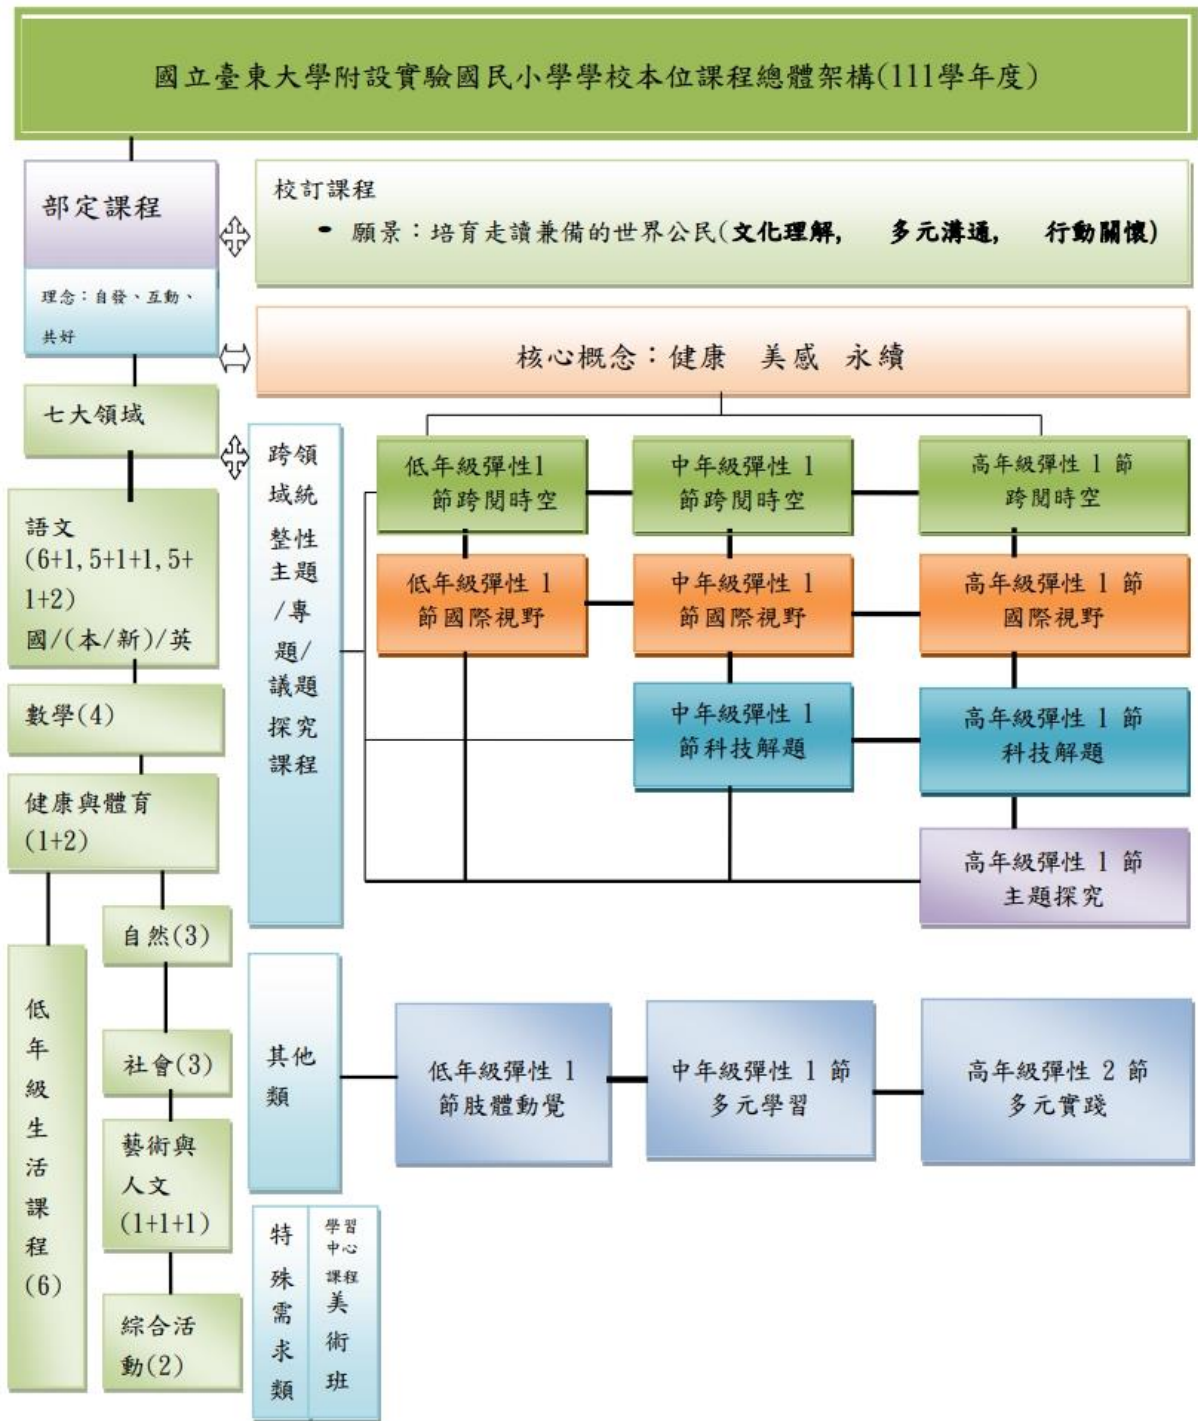 國立臺東大學附設實驗國民小學學校本位課程總體架構(111學年度)
部定課程
理念：自發、互動、
共好
校訂課程
• 願景：培育走讀兼備的世界公民(文化理解, 多元溝通, 行動關懷)
核心概念：健康 美感 永續
七大領域
語文
(6+1,5+1+1,5+
1+2)
國/(本/新)/英
數學(4)
健康與體育
(1+2)
低
年
級
生
活
課
程
(6)
自然(3)
社會(3)
藝術與
人文
(1+1+1)
綜合活
動(2)
跨領
域統
整性
主題
/專
題/
議題
探究
課程
低年級彈性1
節跨閱時空
中年級彈性 1
節跨閱時空
高年級彈性 1 節
跨閱時空
低年級彈性 1
節國際視野
中年級彈性 1
節國際視野
高年級彈性 1 節
國際視野
中年級彈性 1
節科技解題
高年級彈性 1 節
科技解題
高年級彈性 1 節
主題探究
其他
類
低年級彈性 1
節肢體動覺
中年級彈性 1 節
多元學習
高年級彈性 2 節
多元實踐
特
殊
需
求
類
學習
中心
課程
美
術
班